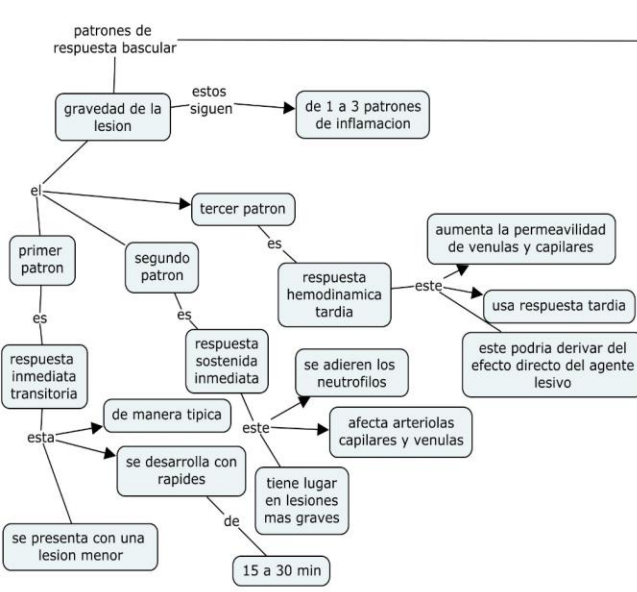 patrones de
respuesta bascular
gravedad de la
lesion
estos
siguen
de 1 a 3 patrones
de inflamacion
el
tercer patron
es
respuesta
hemodinamica
tardia
este
aumenta la permeavilidad
de venulas y capilares
usa respuesta tardia
este podria derivar del
efecto directo del agente
lesivo
primer
patron
es
respuesta
inmediata
transitoria
esta
de manera tipica
se desarrolla con
rapides
de
15 a 30 min
se presenta con una
lesion menor
segundo
patron
es
respuesta
sostenida
inmediata
este
se adieren los
neutrofilos
afecta arteriolas
capilares y venulas
tiene lugar
en lesiones
mas graves